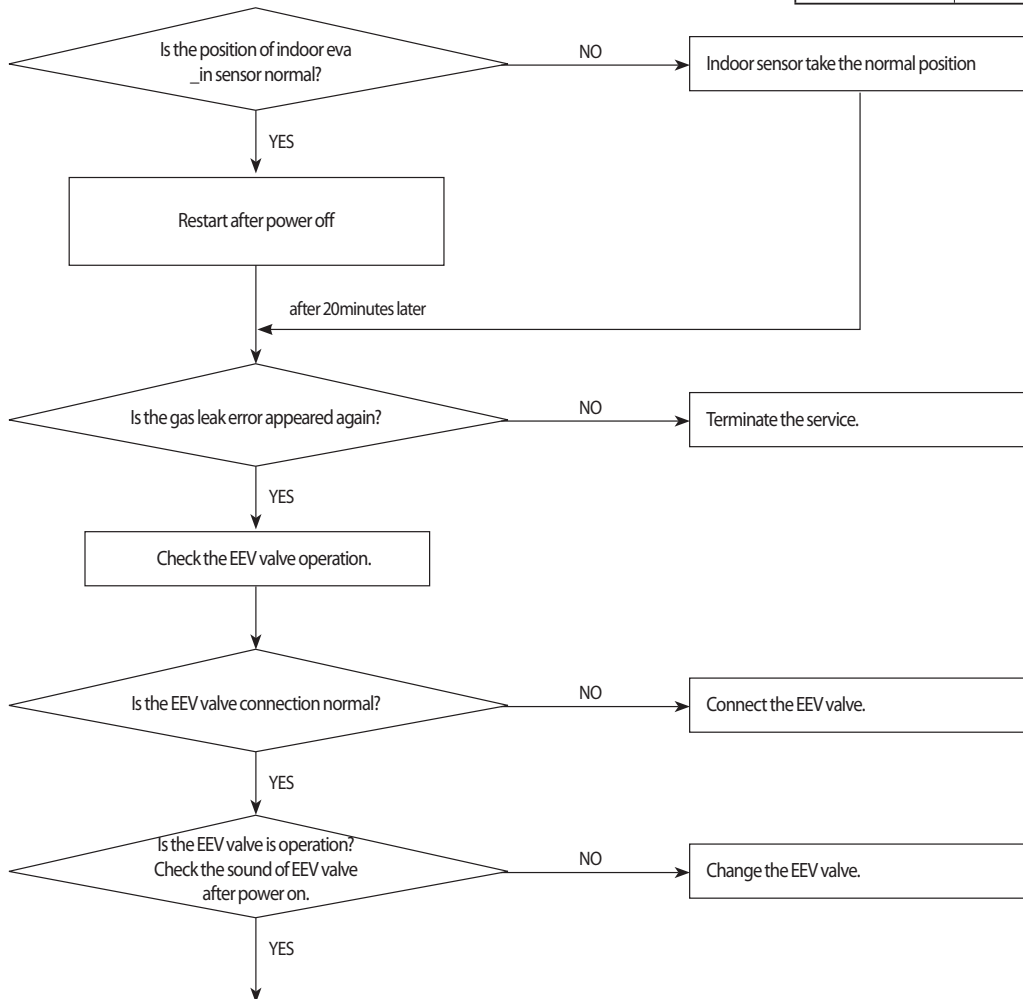 Is the position of indoor eva
_in sensor normal?
NO
Indoor sensor take the normal position
YES
Restart after power off
after 20minutes later
Is the gas leak error appeared again?
NO
Terminate the service.
YES
Check the EEV valve operation.
Is the EEV valve connection normal?
NO
Connect the EEV valve.
YES
Is the EEV valve is operation?
Check the sound of EEV valve
after power on.
NO
Change the EEV valve.
YES